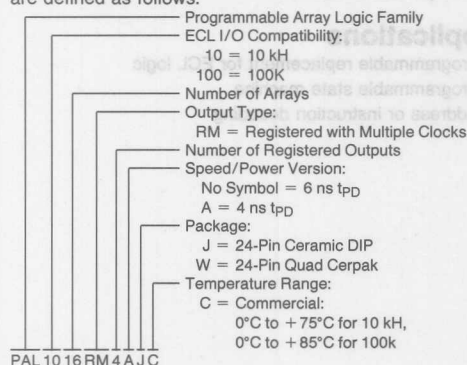 are defined as follows:
Programmable Array Logic Family
ECL I/O Compatibility:
10 = 10 kH
100 = 100K
Number of Arrays
Output Type:
RM = Registered with Multiple Clocks
Number of Registered Outputs
Speed/Power Version:
No Symbol = 6 ns tPD
A = 4 ns tPD
Package:
J = 24-Pin Ceramic DIP
W = 24-Pin Quad Cerpak
Temperature Range:
C = Commercial:
0°C to +75°C for 10 kH,
0°C to +85°C for 100k
PAL 10 16 RM 4 A J C